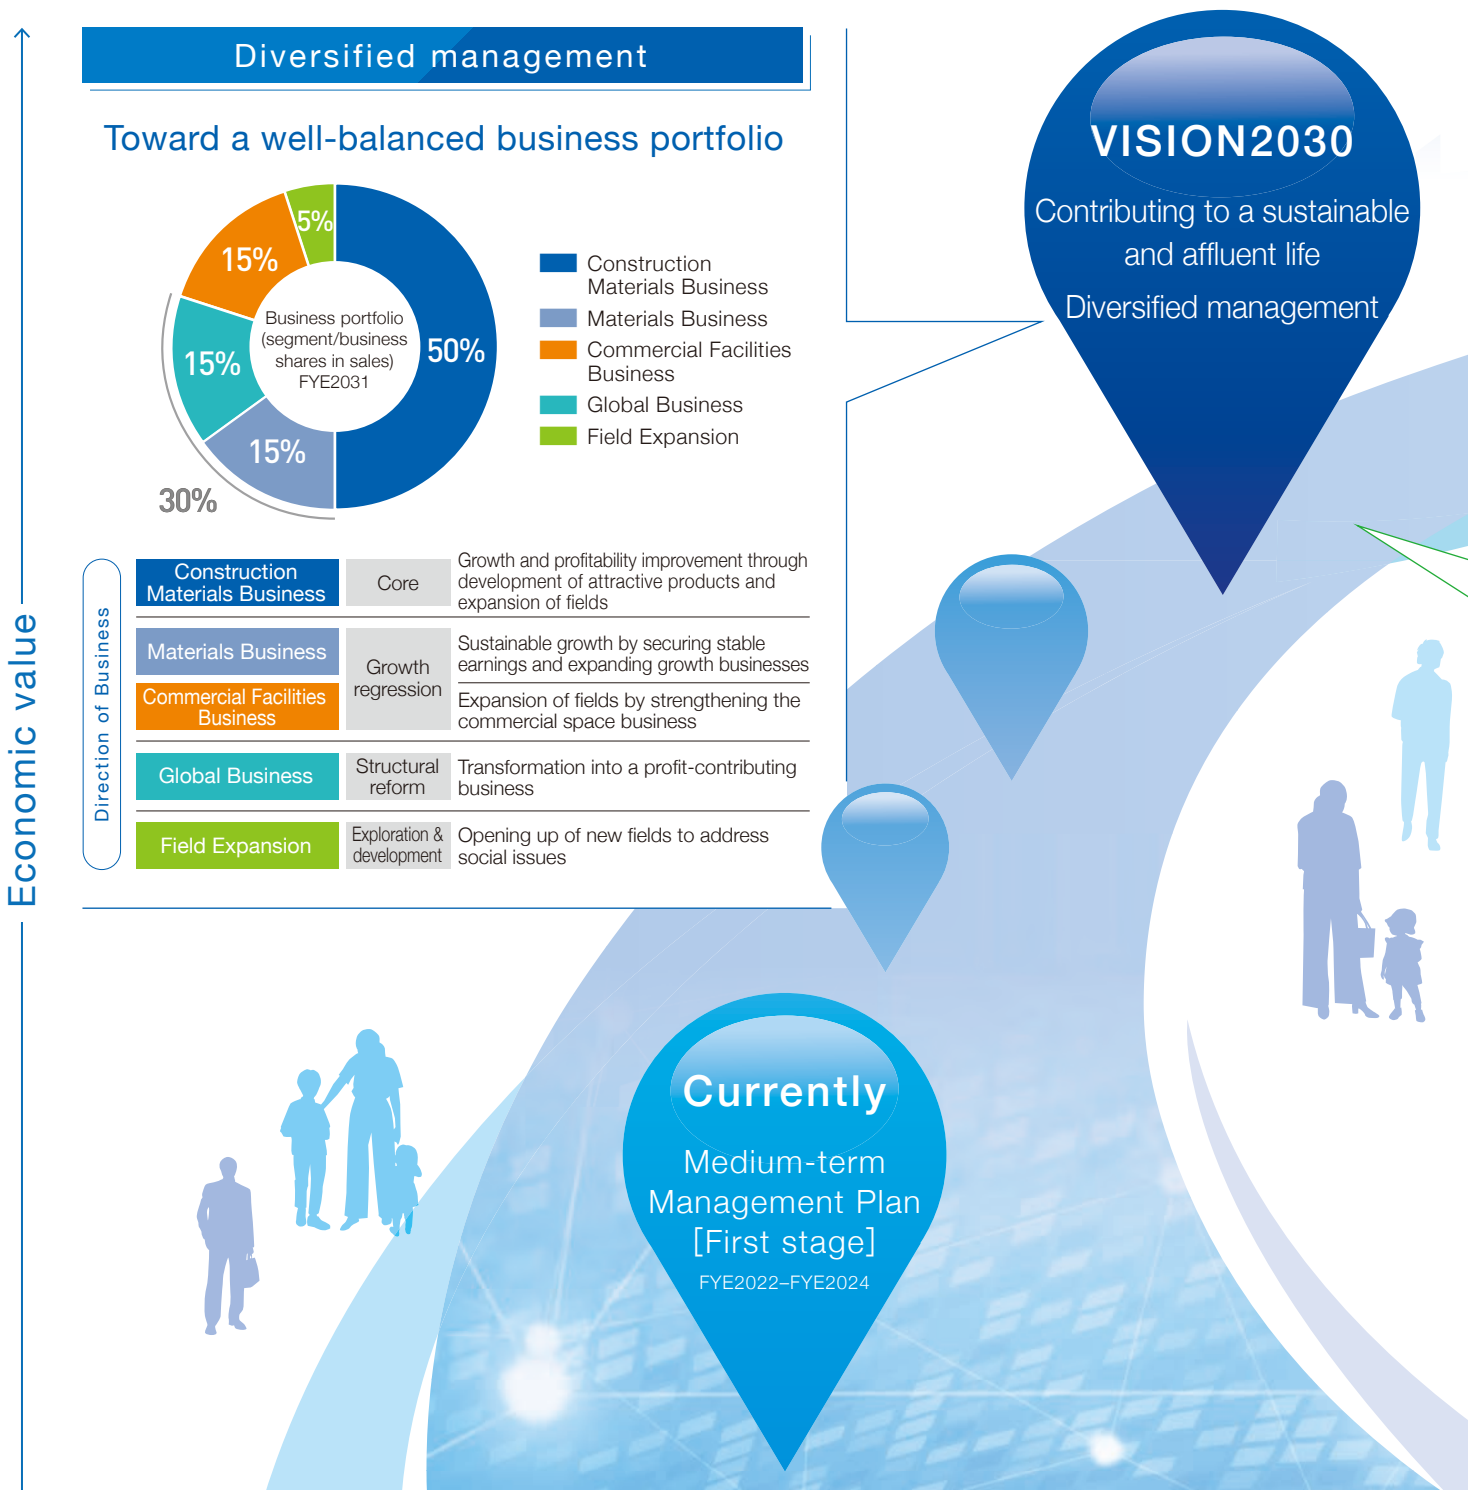 Economic value
Diversified management
Toward a well-balanced business portfolio
5%
15%
15%
15%
50%
30%
Business portfolio
(segment/business
shares in sales)
FYE2031
Construction
Materials Business
Materials Business
Commercial Facilities
Business
Global Business
Field Expansion
Direction of Business
Construction
Materials Business
Core
Growth and profitability improvement through
development of attractive products and
expansion of fields
Materials Business
Growth
regression
Sustainable growth by securing stable
earnings and expanding growth businesses
Commercial Facilities
Business
Expansion of fields by strengthening the
commercial space business
Global Business
Structural
reform
Transformation into a profit-contributing
business
Field Expansion
Exploration &
development
Opening up of new fields to address
social issues
VISION2030
Contributing to a sustainable
and affluent life
Diversified management
Currently
Medium-term
Management Plan
[First stage]
FYE2022–FYE2024